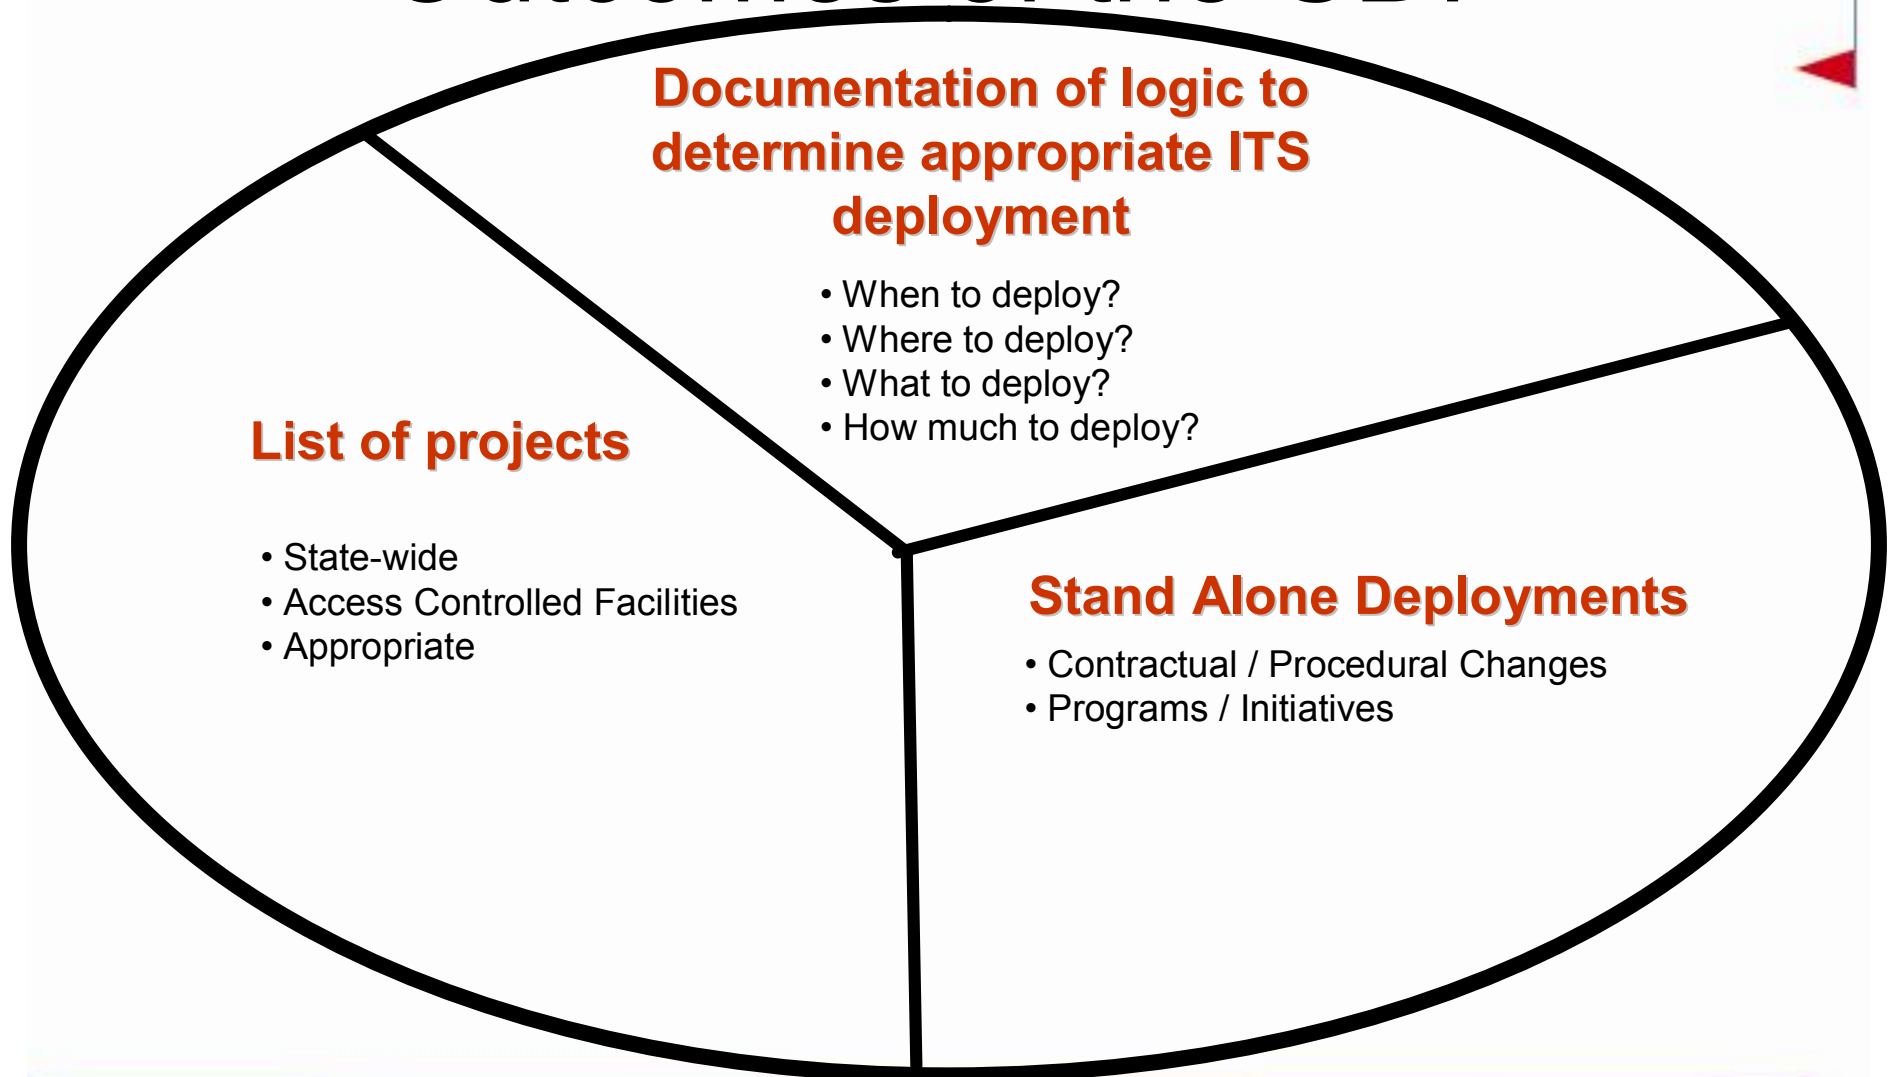 Documentation of logic to
determine appropriate ITS
deployment
• When to deploy?
• Where to deploy?
• What to deploy?
• How much to deploy?
List of projects
• State-wide
• Access Controlled Facilities
• Appropriate
Stand Alone Deployments
• Contractual / Procedural Changes
• Programs / Initiatives